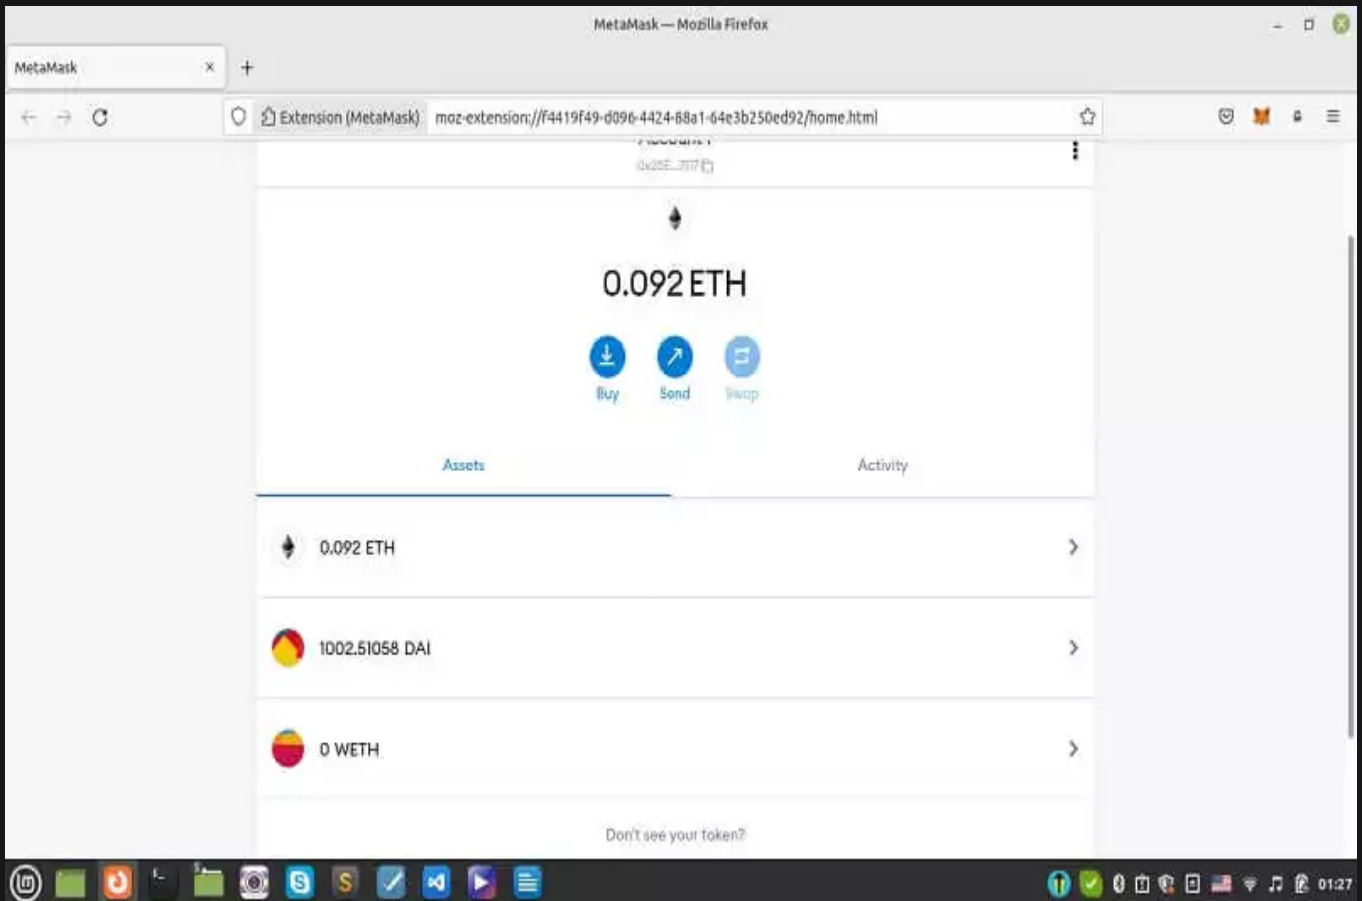 MetaMask — Mozilla Firefox
MetaMask
Extension (MetaMask) moz-extension://f4419f49-d096-4424-88a1-64e3b250ed92/home.html
0.092 ETH
Buy Send Swap
Assets Activity
0.092 ETH
1002.51058 DAI
0 WETH
Don't see your token?
01:27